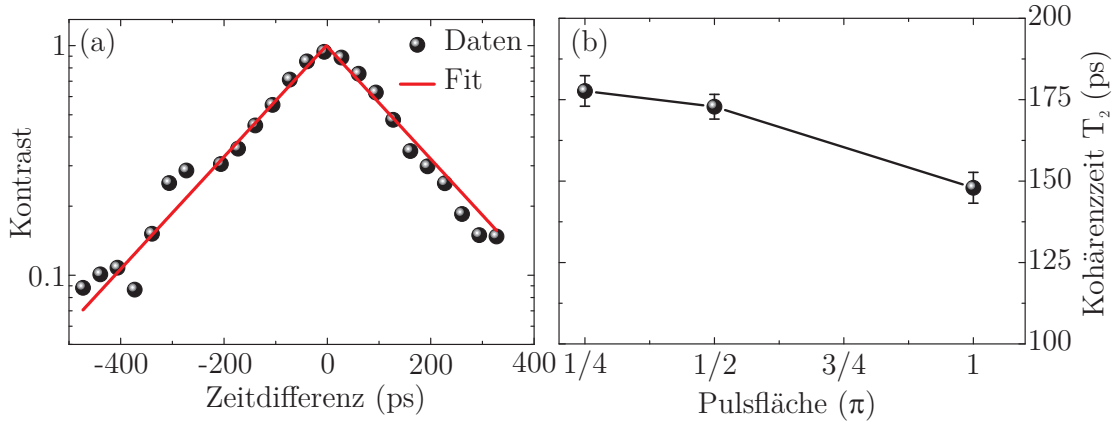 (a)
Daten
Fit
1
0.1
Kontrast
-400 -200 0 200 400
Zeitdifferenz (ps)
(b)
200
175
150
125
100
Kohärenzzeit T₂ (ps)
1/4 1/2 3/4 1
Pulsfläche (π)